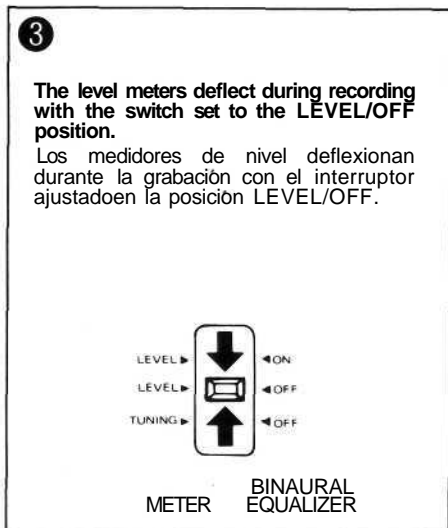 3
The level meters deflect during recording
with the switch set to the LEVEL/OFF
position.
Los medidores de nivel deflexionan
durante la grabación con el interruptor
ajustadoen la posición LEVEL/OFF.
LEVEL► ◄ON
LEVEL► ◄OFF
TUNING► ◄OFF
BINAURAL
METER EQUALIZER